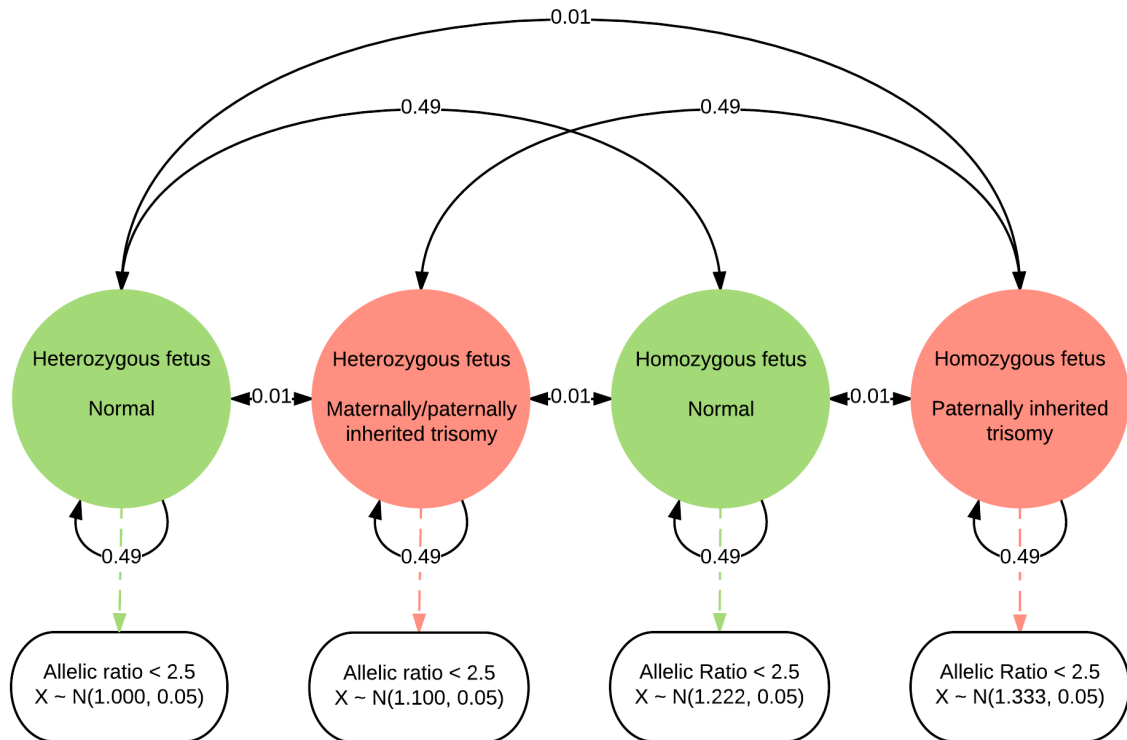 0.01
0.49
0.49
Heterozygous fetus
Normal
0.01
Heterozygous fetus
Maternally/paternally
inherited trisomy
0.01
Homozygous fetus
Normal
0.01
Homozygous fetus
Paternally inherited
trisomy
0.49
0.49
0.49
0.49
Allelic ratio < 2.5
X ~ N(1.000, 0.05)
Allelic ratio < 2.5
X ~ N(1.100, 0.05)
Allelic Ratio < 2.5
X ~ N(1.222, 0.05)
Allelic Ratio < 2.5
X ~ N(1.333, 0.05)